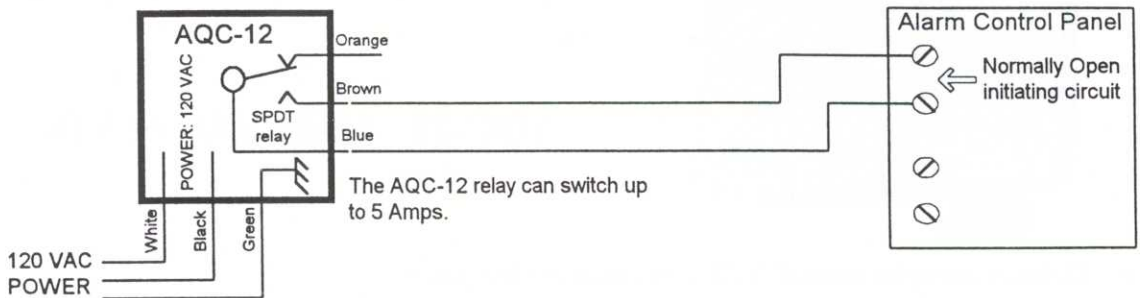 AQC-12
POWER: 120 VAC
SPDT
relay
Orange
Brown
Blue
White
Black
Green
120 VAC
POWER
The AQC-12 relay can switch up
to 5 Amps.
Alarm Control Panel
Normally Open
initiating circuit